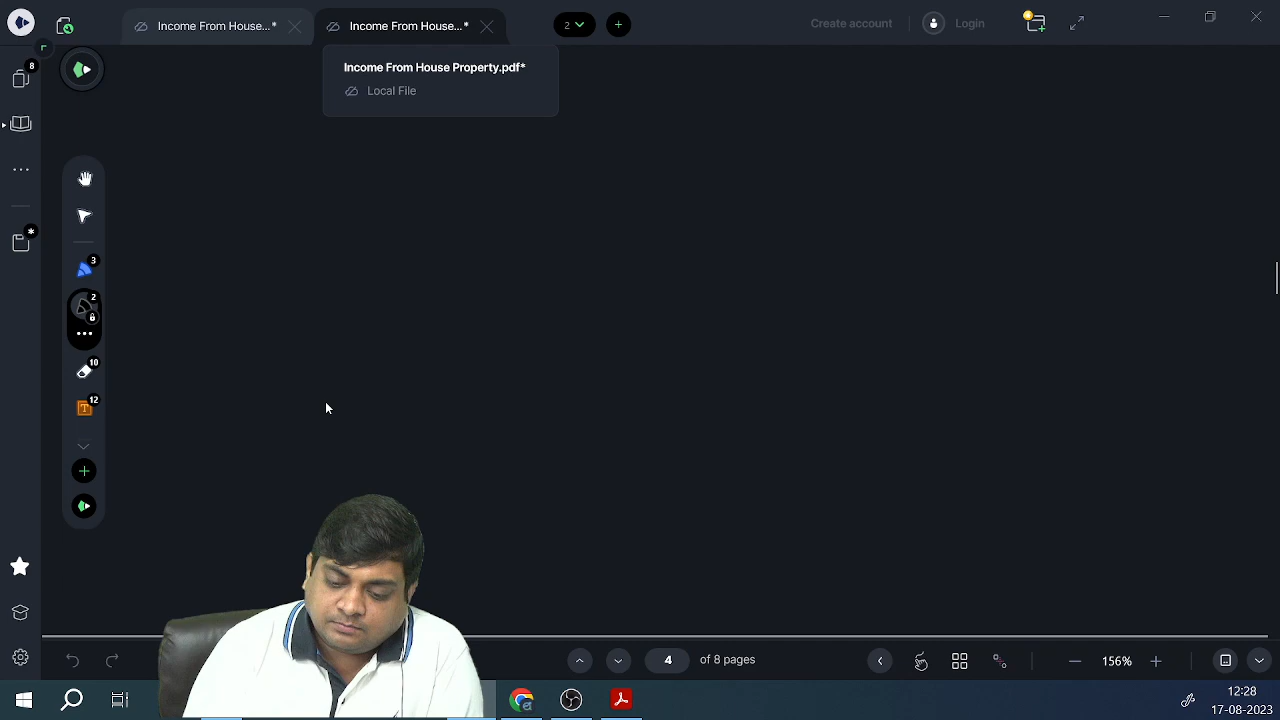 Income From House...*
Income From House...*
2
Create account
Login
8
Income From House Property.pdf*
Local File
*
3
2
10
T
12
4
of 8 pages
156%
12:28
17-08-2023